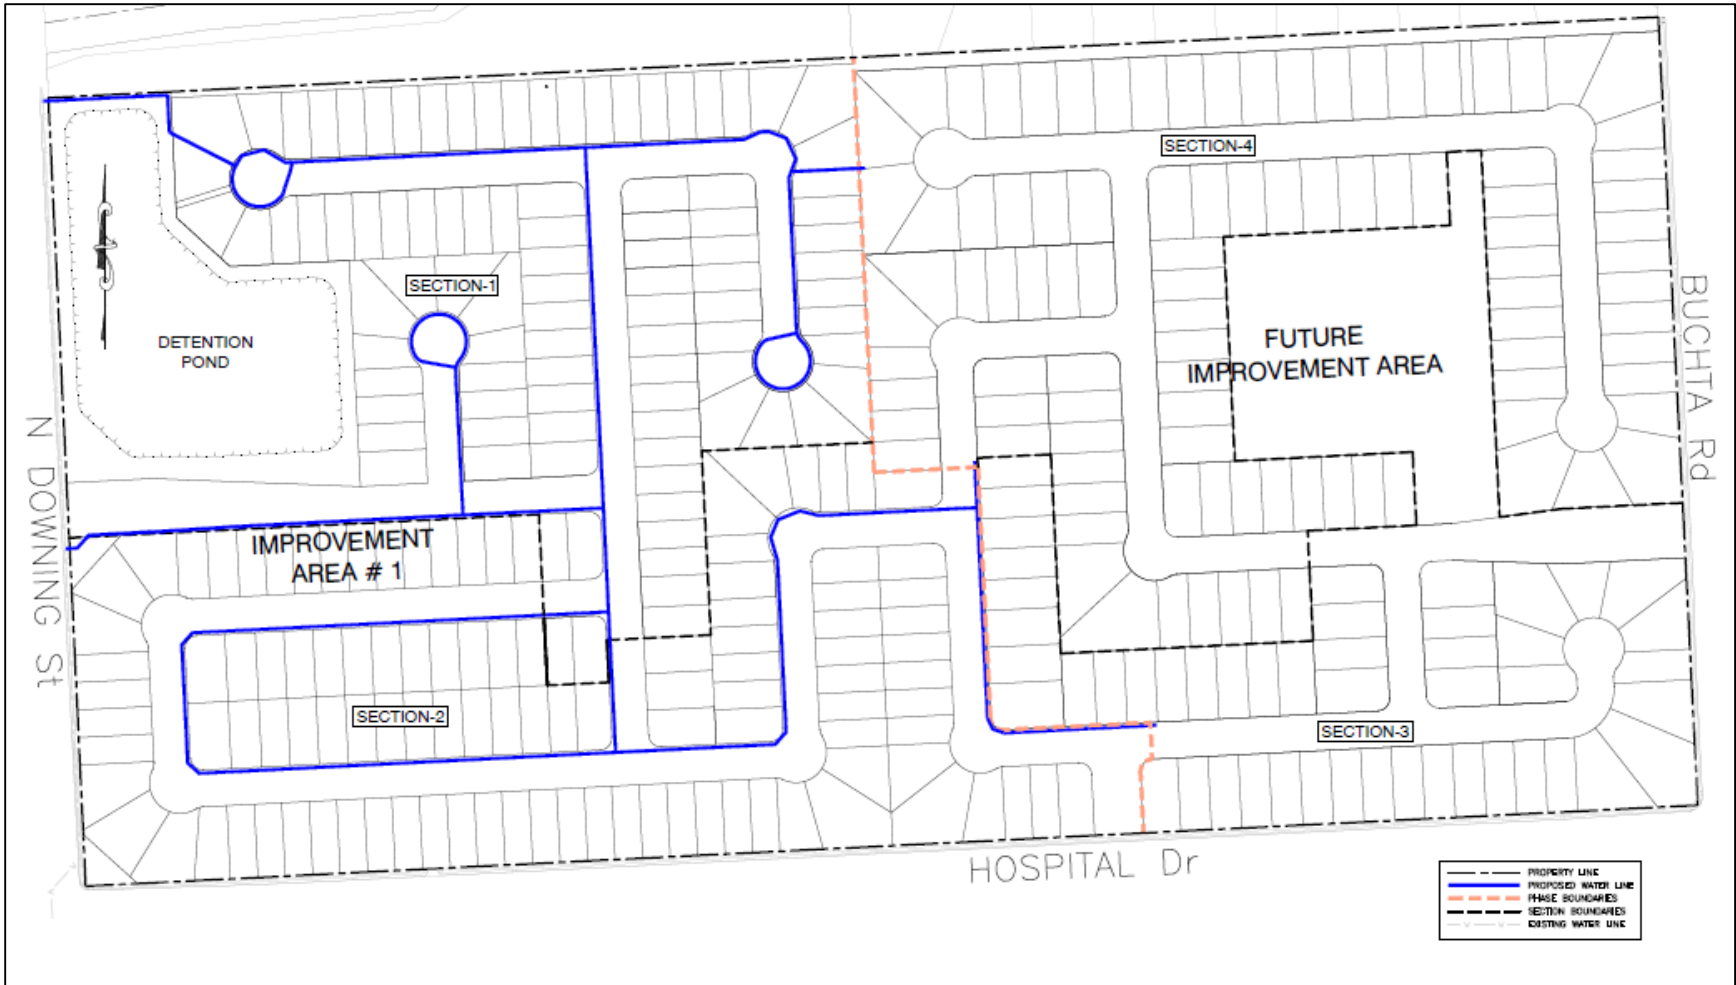 SECTION-4
SECTION-1
DETENTION
POND
FUTURE
IMPROVEMENT AREA
BUCHTA Rd
N DOWNING St
IMPROVEMENT
AREA # 1
SECTION-2
SECTION-3
HOSPITAL Dr
PROPERTY LINE
PROPOSED WATER LINE
PHASE BOUNDARIES
SECTION BOUNDARIES
EXISTING WATER LINE